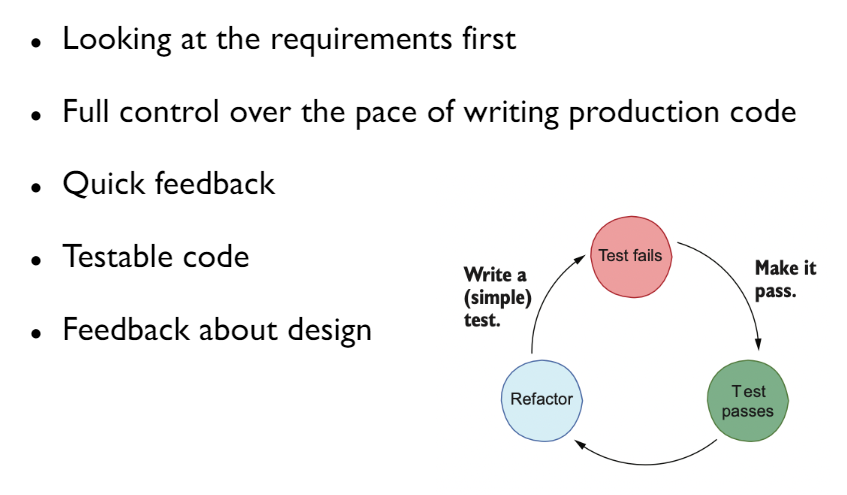 • Looking at the requirements first
• Full control over the pace of writing production code
• Quick feedback
• Testable code
• Feedback about design
Test fails
Write a
(simple)
test.
Make it
pass.
Refactor
Test
passes